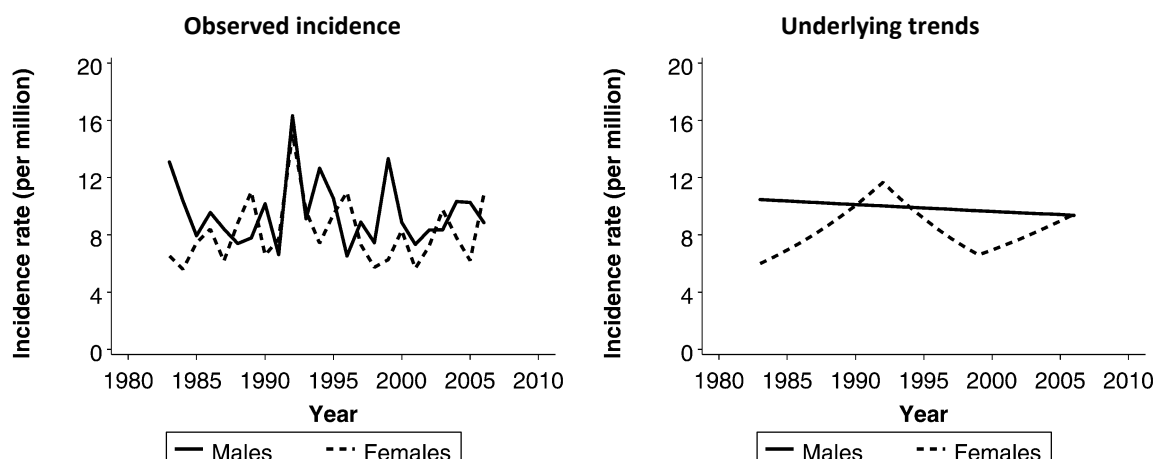 Observed incidence
Incidence rate (per million)
20
16
12
8
4
0
1980 1985 1990 1995 2000 2005 2010
Year
Males Females
Underlying trends
Incidence rate (per million)
20
16
12
8
4
0
1980 1985 1990 1995 2000 2005 2010
Year
Males Females